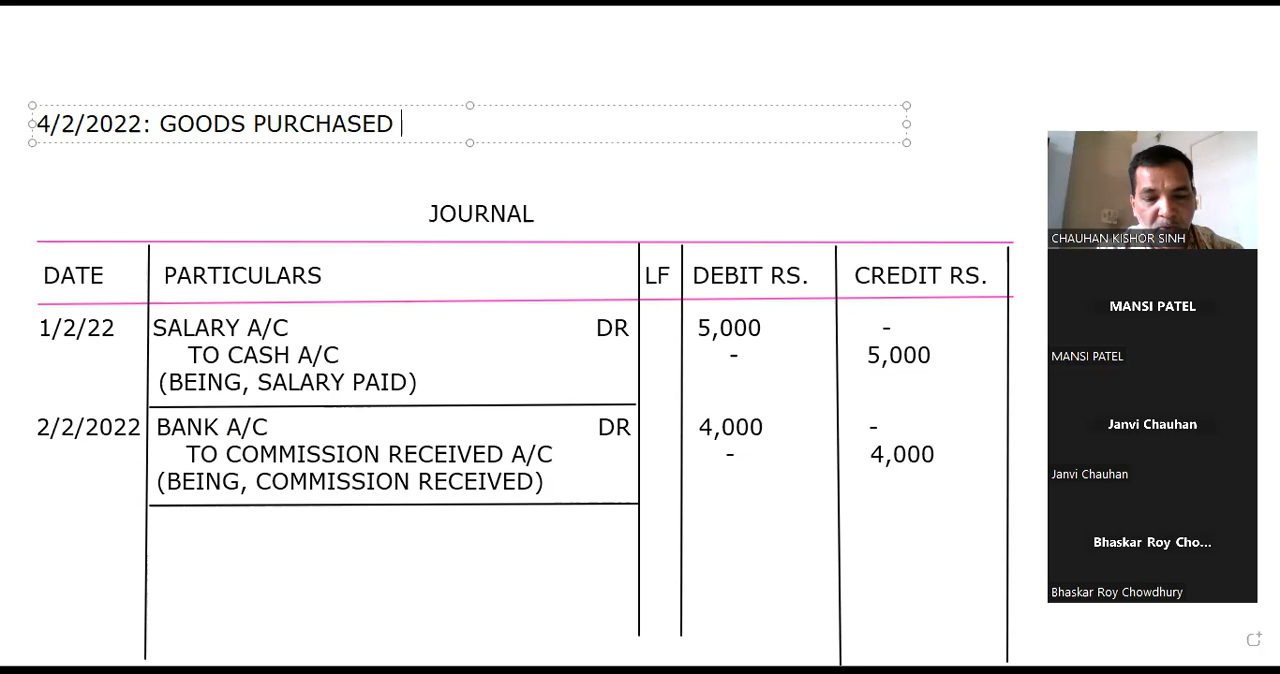 4/2/2022: GOODS PURCHASED
JOURNAL
DATE PARTICULARS LF DEBIT RS. CREDIT RS.
1/2/22 SALARY A/C DR 5,000 -
TO CASH A/C - 5,000
(BEING, SALARY PAID)
2/2/2022 BANK A/C DR 4,000 -
TO COMMISSION RECEIVED A/C - 4,000
(BEING, COMMISSION RECEIVED)
CHAUHAN KISHOR SINH
MANSI PATEL
MANSI PATEL
Janvi Chauhan
Janvi Chauhan
Bhaskar Roy Cho...
Bhaskar Roy Chowdhury